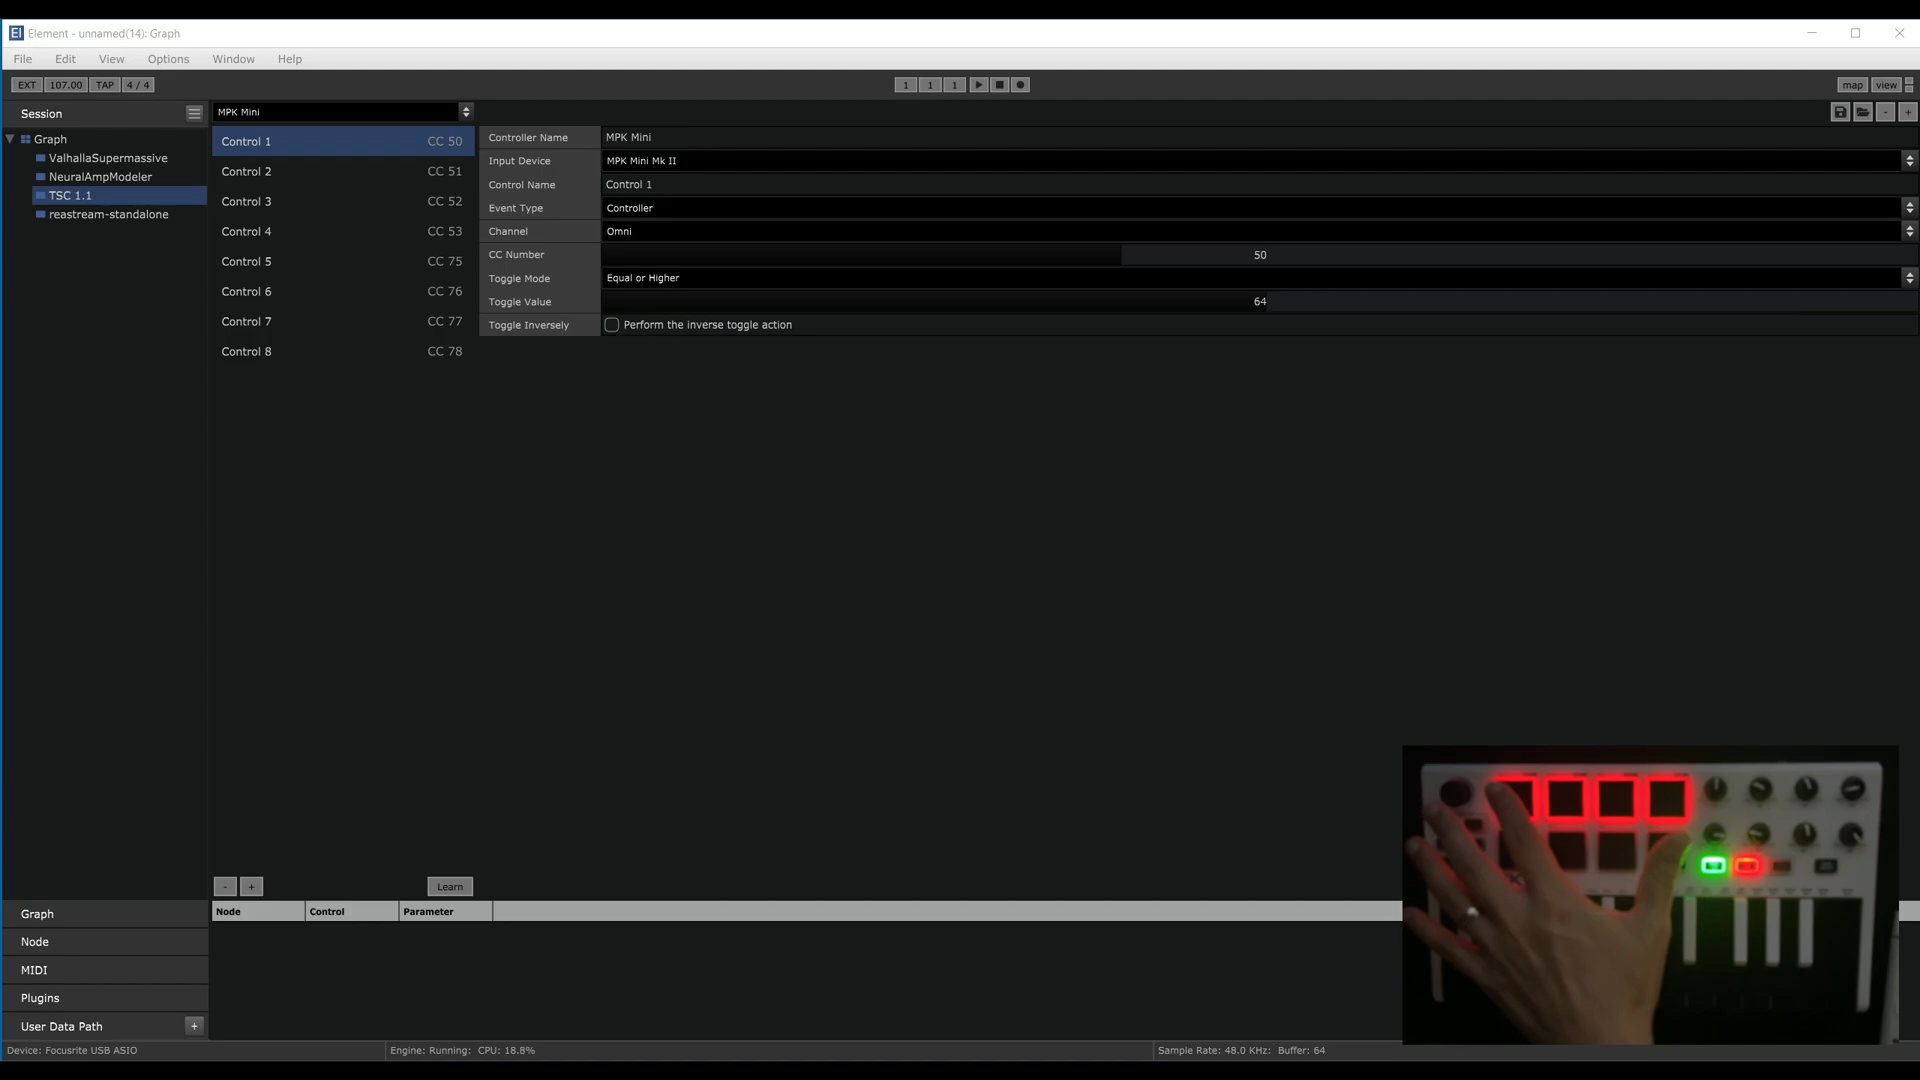 Element - unnamed(14): Graph
File Edit View Options Window Help
EXT 107.00 TAP 4 / 4 1 1 1 map view
Session
MPK Mini
- +
Graph
ValhallaSupermassive
NeuralAmpModeler
TSC 1.1
reastream-standalone
Control 1 CC 50
Control 2 CC 51
Control 3 CC 52
Control 4 CC 53
Control 5 CC 75
Control 6 CC 76
Control 7 CC 77
Control 8 CC 78
Controller Name MPK Mini
Input Device MPK Mini Mk II
Control Name Control 1
Event Type Controller
Channel Omni
CC Number 50
Toggle Mode Equal or Higher
Toggle Value 64
Toggle Inversely Perform the inverse toggle action
- + Learn
Node Control Parameter
Graph
Node
MIDI
Plugins
User Data Path +
Device: Focusrite USB ASIO Engine: Running: CPU: 18.8% Sample Rate: 48.0 KHz: Buffer: 64